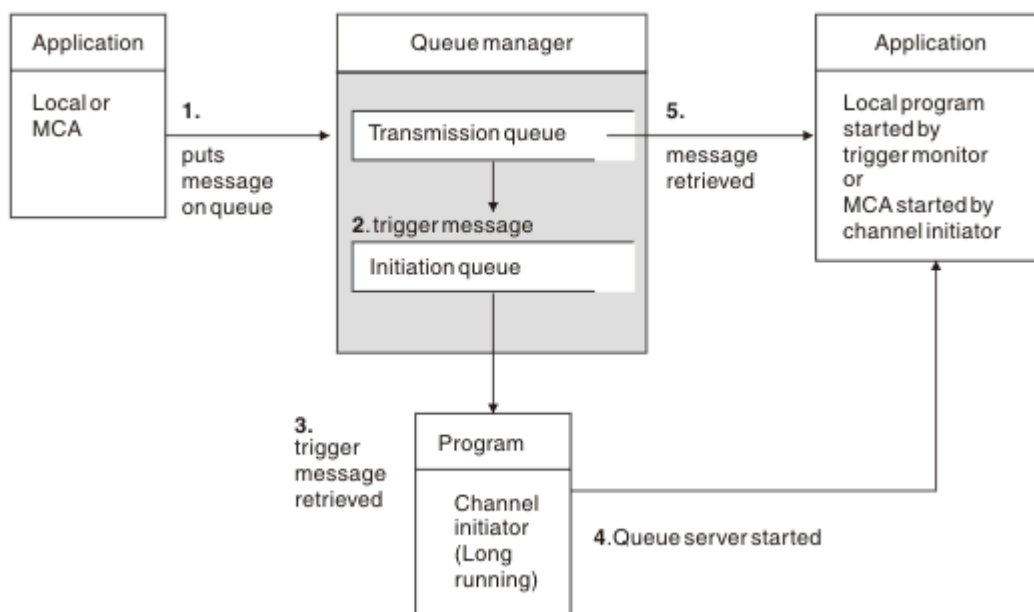 Application
Local or
MCA
1.
puts
message
on queue
Queue manager
Transmission queue
2.trigger message
Initiation queue
5.
message
retrieved
Application
Local program
started by
trigger monitor
or
MCA started by
channel initiator
3.
trigger
message
retrieved
Program
Channel
initiator
(Long
running)
4.Queue server started